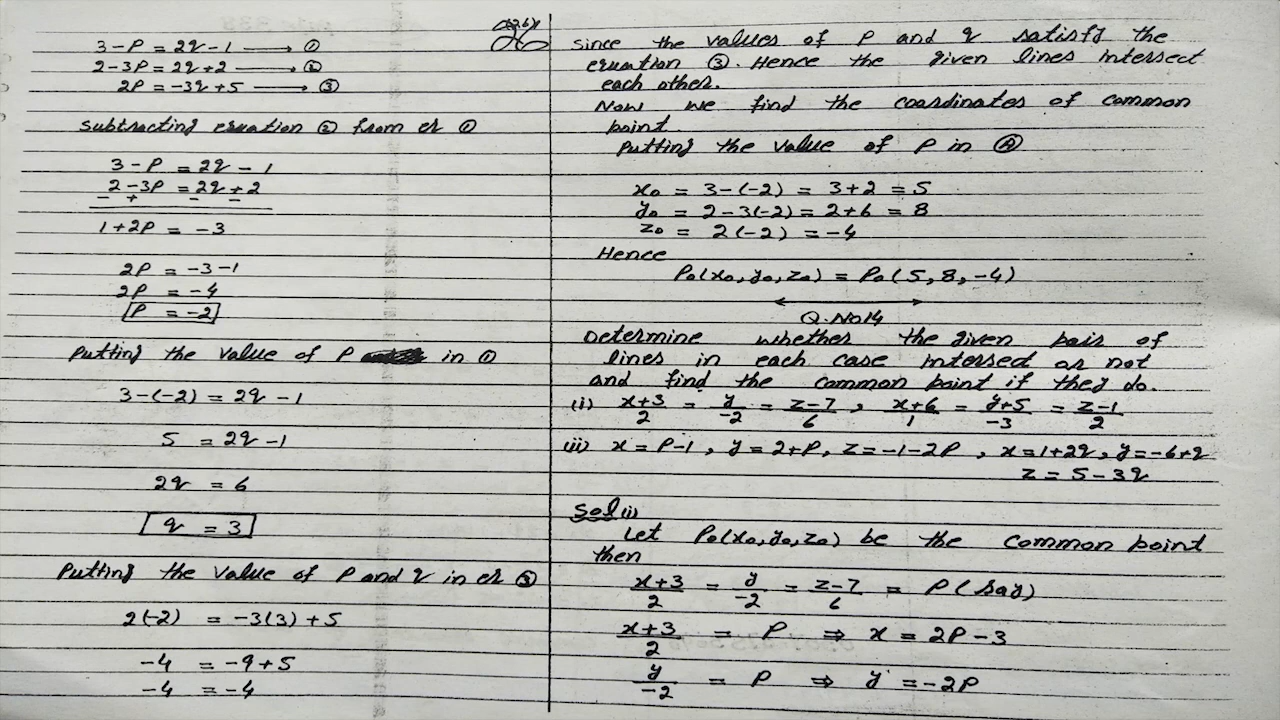 3-P = 2q-1 → ①
2-3P = 2q+2 → ②
2P = -3q+5 → ③
Subtracting eruation ② from er ①
3-P = 2q-1
2-3P = 2q+2
- + - -
1+2P = -3
2P = -3-1
2P = -4
P = -2
Putting the value of P in ①
3-(-2) = 2q-1
5 = 2q-1
2q = 6
q = 3
Putting the value of P and q in er ③
2(-2) = -3(3)+5
-4 = -9+5
-4 = -4
26
Since the values of P and q satisfy the
eruation ③. Hence the given lines intersect
each other.
Now we find the coordinates of common
point.
Putting the value of P in Ⓐ
x₀ = 3-(-2) = 3+2 = 5
y₀ = 2-3(-2) = 2+6 = 8
z₀ = 2(-2) = -4
Hence
P₀(x₀,y₀,z₀) = P₀(5,8,-4)
Q.No14
Determine whether the given pair of
lines in each case intersect or not
and find the common point if they do.
(i) x+3/2 = y/-2 = z-7/6 , x+6/1 = y+5/-3 = z-1/2
(ii) x = P-1, y = 2+P, z = -1-2P , x = 1+2q, y = -6+q
z = 5-3q
Sol (i)
Let P₀(x₀,y₀,z₀) be the common point
then
x+3/2 = y/-2 = z-7/6 = P (say)
x+3/2 = P ⇒ x = 2P-3
y/-2 = P ⇒ y = -2P